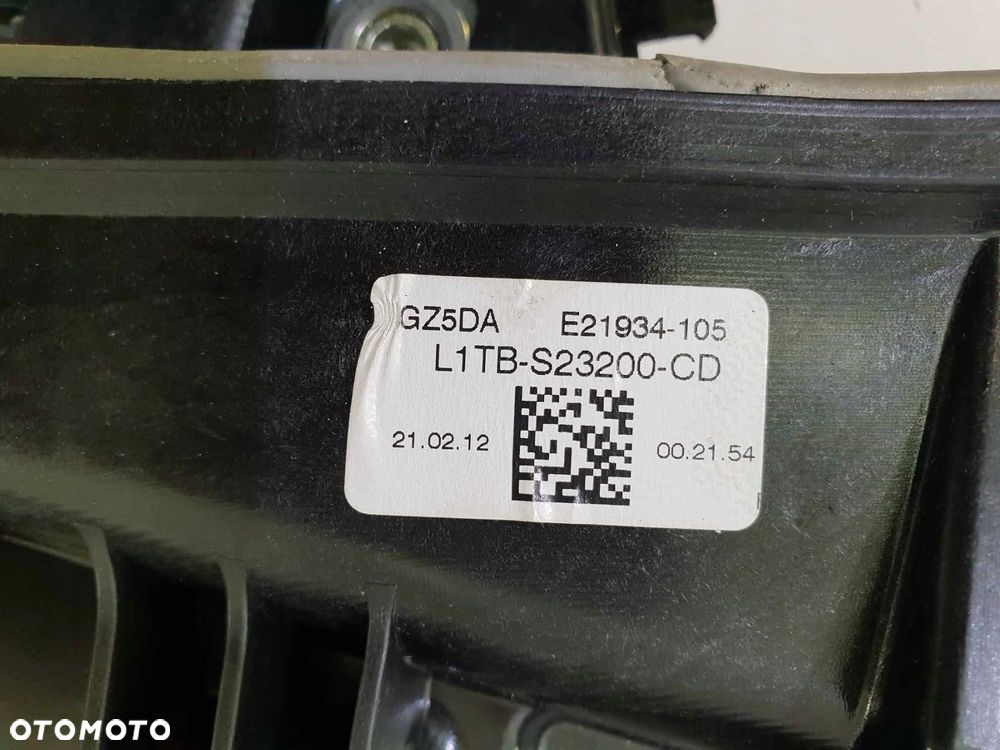 GZ5DA E21934-105
L1TB-S23200-CD
21.02.12 00.21.54
OTOMOTO